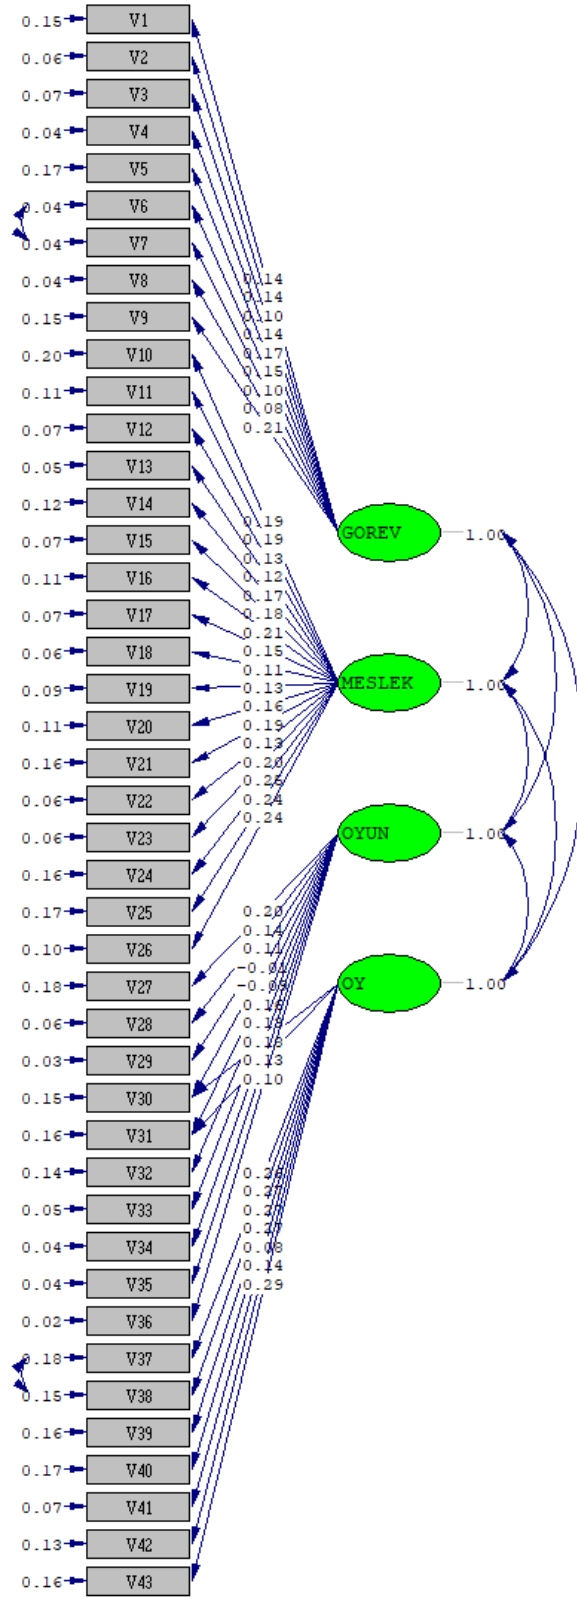 0.15 V1
0.06 V2
0.07 V3
0.04 V4
0.17 V5
0.04 V6
0.04 V7
0.04 V8
0.15 V9
0.20 V10
0.11 V11
0.07 V12
0.05 V13
0.12 V14
0.07 V15
0.11 V16
0.07 V17
0.06 V18
0.09 V19
0.11 V20
0.16 V21
0.06 V22
0.06 V23
0.16 V24
0.17 V25
0.10 V26
0.18 V27
0.06 V28
0.03 V29
0.15 V30
0.16 V31
0.14 V32
0.05 V33
0.04 V34
0.04 V35
0.02 V36
0.18 V37
0.15 V38
0.16 V39
0.17 V40
0.07 V41
0.13 V42
0.16 V43
0.14
0.14
0.10
0.14
0.17
0.15
0.10
0.08
0.21
0.19
0.19
0.13
0.12
0.17
0.18
0.21
0.15
0.11
0.13
0.16
0.19
0.13
0.20
0.24
0.24
0.20
0.14
0.11
-0.01
0.16
0.19
0.18
0.13
0.10
0.27
0.27
0.27
0.08
0.14
0.29
GOREV 1.00
MESLEK 1.00
OYUN 1.00
OY 1.00